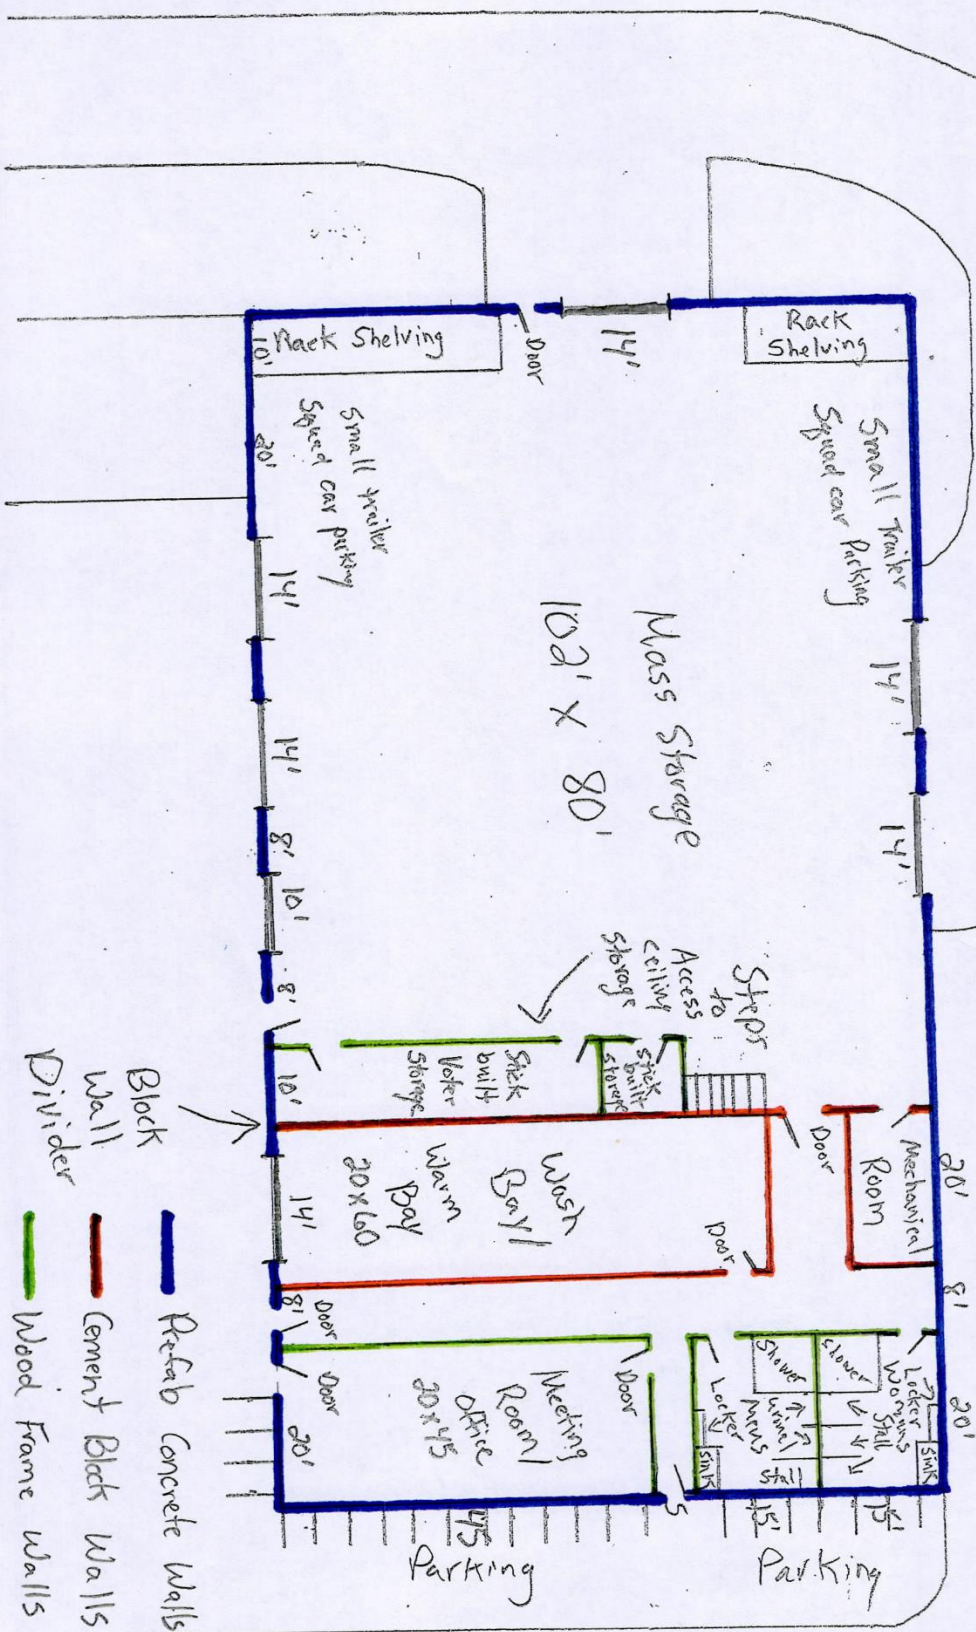 Rack Shelving
10'
Door
14'
Rack
Shelving
20'
Small trailer
Squad car parking
Small Trailer
Squad car Parking
14'
14'
8'
10'
8'
Mass Storage
102' x 80'
14'
14'
Steps
to
Access
ceiling
storage
10'
Stick
built
Voter
Storage
stick
built
storage
Door
Mechanical
Room
20'
Block
Wall
Divider
14'
Wash
Bay/
Warm
Bay
20x60
Door
8'
8'
Door
Door
Meeting
Room/
office
20x45
Door
20'
Shower
urinal
Mens
Stall
Locker
Sink
Shower
Locker
Womens
Stall
Sink
20'
45
5
15'
15'
Parking
Parking
Prefab Concrete Walls
Cement Block Walls
Wood Frame Walls